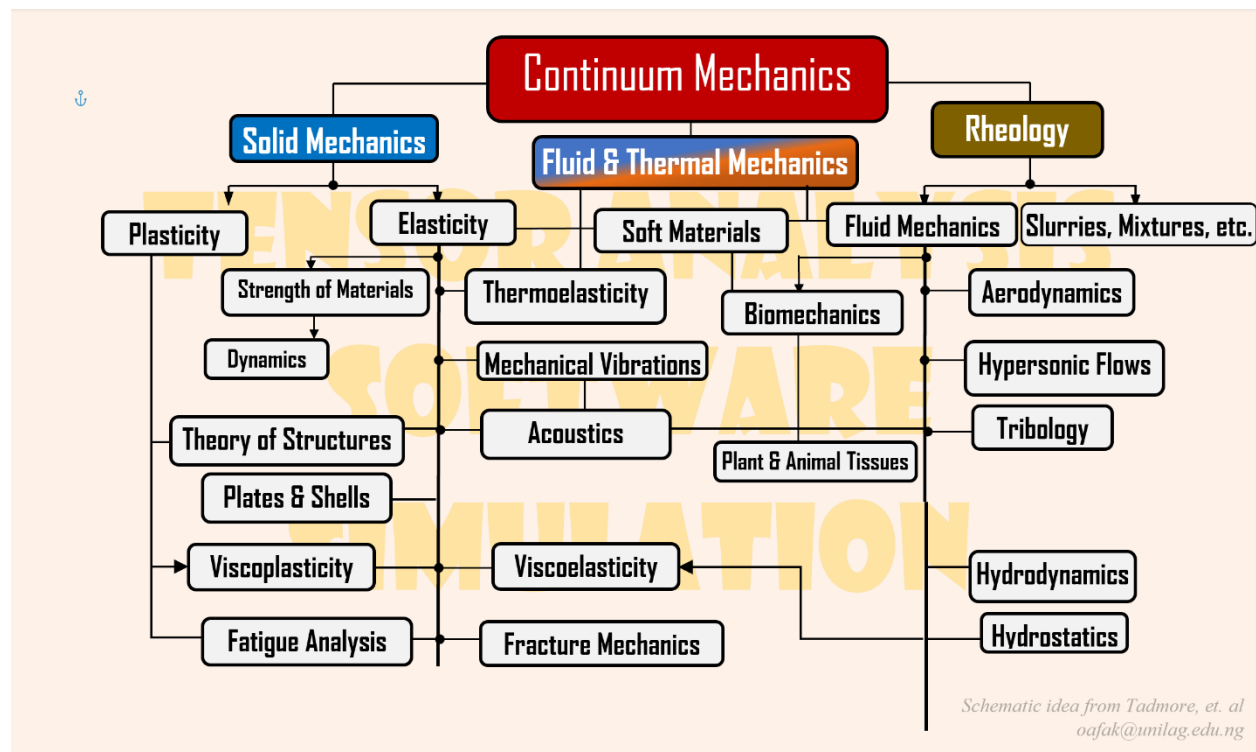 Continuum Mechanics
Solid Mechanics
Fluid & Thermal Mechanics
Rheology
Plasticity
Elasticity
Soft Materials
Fluid Mechanics
Slurries, Mixtures, etc.
TENSOR ANALYSIS
Strength of Materials
Thermoelasticity
Biomechanics
Aerodynamics
Dynamics
Mechanical Vibrations
Hypersonic Flows
SOFTWARE
Theory of Structures
Acoustics
Tribology
Plant & Animal Tissues
Plates & Shells
SIMULATION
Viscoplasticity
Viscoelasticity
Hydrodynamics
Fatigue Analysis
Fracture Mechanics
Hydrostatics
Schematic idea from Tadmore, et. al
oafak@unilag.edu.ng